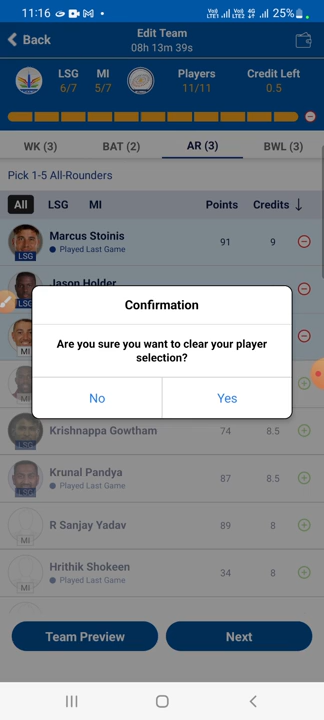 11:16
25%
Edit Team
Back
08h 13m 39s
LSG
MI
Players
Credit Left
6/7
5/7
11/11
0.5
WK (3)
BAT (2)
AR (3)
BWL (3)
Pick 1-5 All-Rounders
All
LSG
MI
Points
Credits ↓
Marcus Stoinis
Played Last Game
91
9
LSG
Jason Holder
Confirmation
Are you sure you want to clear your player
selection?
No
Yes
MI
Krishnappa Gowtham
74
8.5
LSG
Krunal Pandya
Played Last Game
87
8.5
LSG
R Sanjay Yadav
89
8
MI
Hrithik Shokeen
Played Last Game
34
8
MI
Team Preview
Next